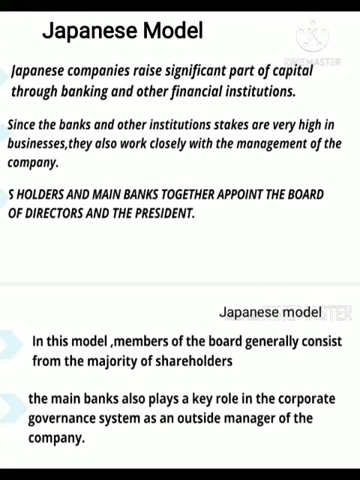 Japanese Model
KINEMASTER
Japanese companies raise significant part of capital
through banking and other financial institutions.
Since the banks and other institutions stakes are very high in
businesses,they also work closely with the management of the
company.
S HOLDERS AND MAIN BANKS TOGETHER APPOINT THE BOARD
OF DIRECTORS AND THE PRESIDENT.
KINEMASTER
Japanese model
In this model ,members of the board generally consist
from the majority of shareholders
the main banks also plays a key role in the corporate
governance system as an outside manager of the
company.